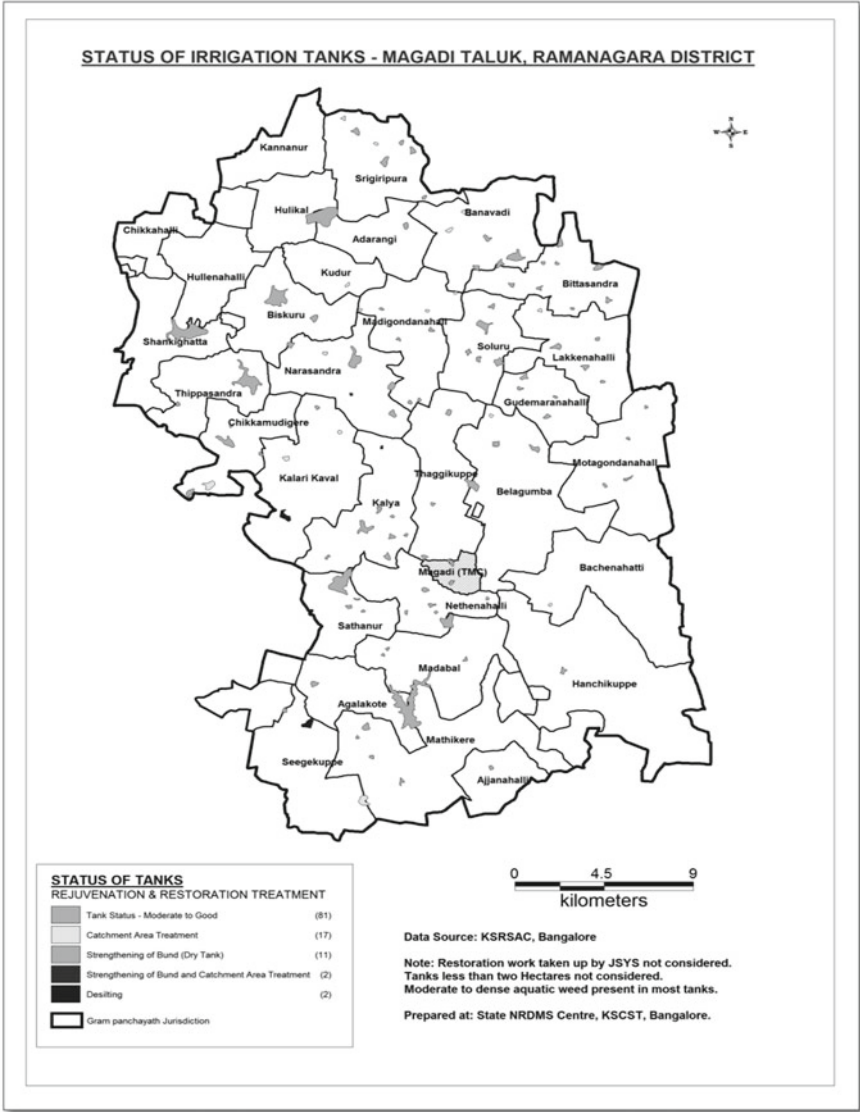 STATUS OF IRRIGATION TANKS - MAGADI TALUK, RAMANAGARA DISTRICT
N
W E
S
Kannanur
Srigiripura
Hulikal
Banavadi
Chikkahalli
Adarangi
Hullenahalli
Kudur
Bittasandra
Biskuru
Madigondanahall
Shankighatta
Soluru
Lakkenahalli
Narasandra
Thippasandra
Gudemaranahalli
Chikkamudigere
Motagondanahall
Thaggikuppe
Kalari Kaval
Belagumba
Kalya
Bachenahatti
Magadi (TMC)
Nethenahalli
Sathanur
Madabal
Hanchikuppe
Agalakote
Mathikere
Seegekuppe
Ajjanahalli
STATUS OF TANKS
REJUVENATION & RESTORATION TREATMENT
Tank Status - Moderate to Good (81)
Catchment Area Treatment (17)
Strengthening of Bund (Dry Tank) (11)
Strengthening of Bund and Catchment Area Treatment (2)
Desilting (2)
Gram panchayath Jurisdiction
0 4.5 9
kilometers
Data Source: KSRSAC, Bangalore
Note: Restoration work taken up by JSYS not considered.
Tanks less than two Hectares not considered.
Moderate to dense aquatic weed present in most tanks.
Prepared at: State NRDMS Centre, KSCST, Bangalore.